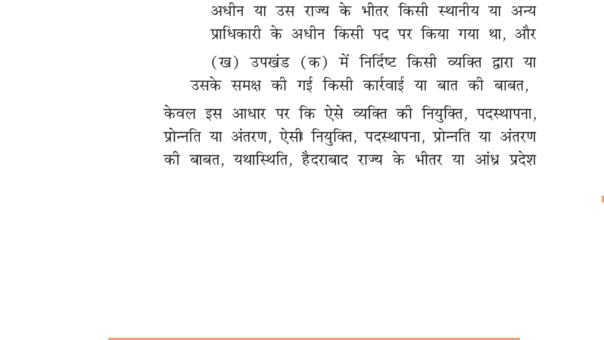 अधीन या उस राज्य के भीतर किसी स्थानीय या अन्य
प्राधिकारी के अधीन किसी पद पर किया गया था, और
(ख) उपखंड (क) में निर्दिष्ट किसी व्यक्ति द्वारा या
उसके समक्ष की गई किसी कार्रवाई या बात की बाबत,
केवल इस आधार पर कि ऐसे व्यक्ति की नियुक्ति, पदस्थापना,
प्रोन्नति या अंतरण, ऐसी नियुक्ति, पदस्थापना, प्रोन्नति या अंतरण
की बाबत, यथास्थिति, हैदराबाद राज्य के भीतर या आंध्र प्रदेश